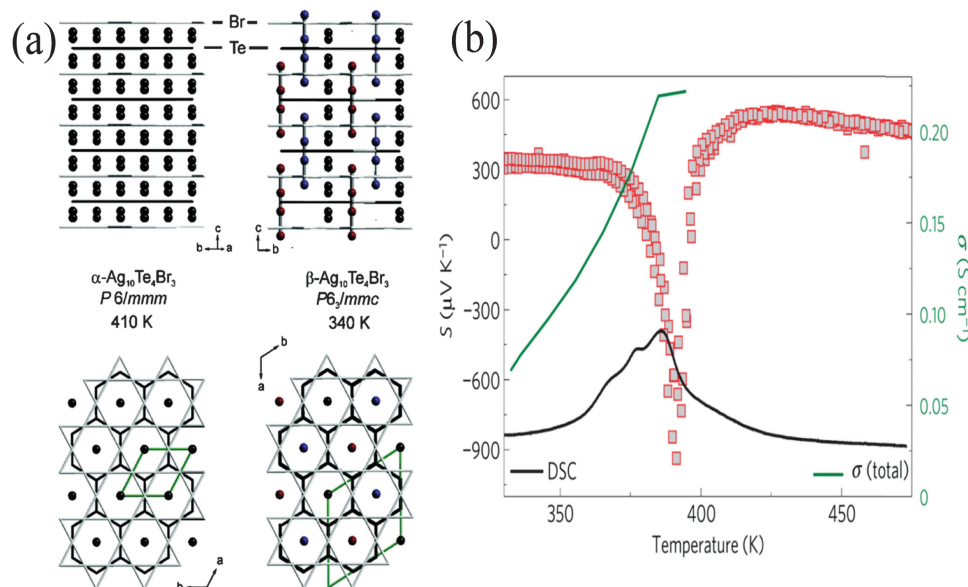 (a)
Br
Te
c
b a
c
b
α-Ag₁₀Te₄Br₃
P 6/mmm
410 K
β-Ag₁₀Te₄Br₃
P6₃/mmc
340 K
b
a
a
b
(b)
600
300
0
−300
−600
−900
S (μV K⁻¹)
0.20
0.15
0.10
0.05
0
σ (S cm⁻¹)
DSC
σ (total)
350
400
450
Temperature (K)